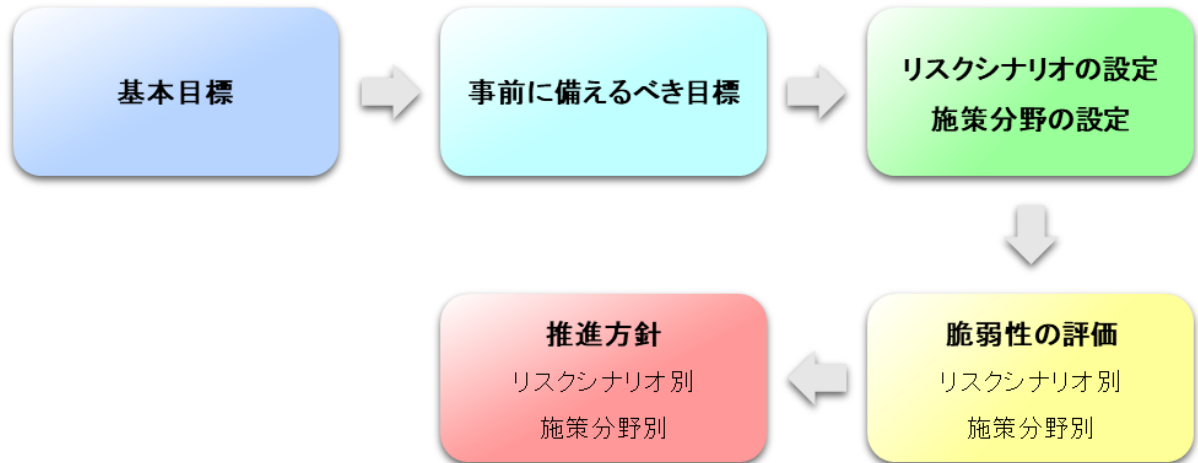 基本目標
事前に備えるべき目標
リスクシナリオの設定
施策分野の設定
脆弱性の評価
リスクシナリオ別
施策分野別
推進方針
リスクシナリオ別
施策分野別